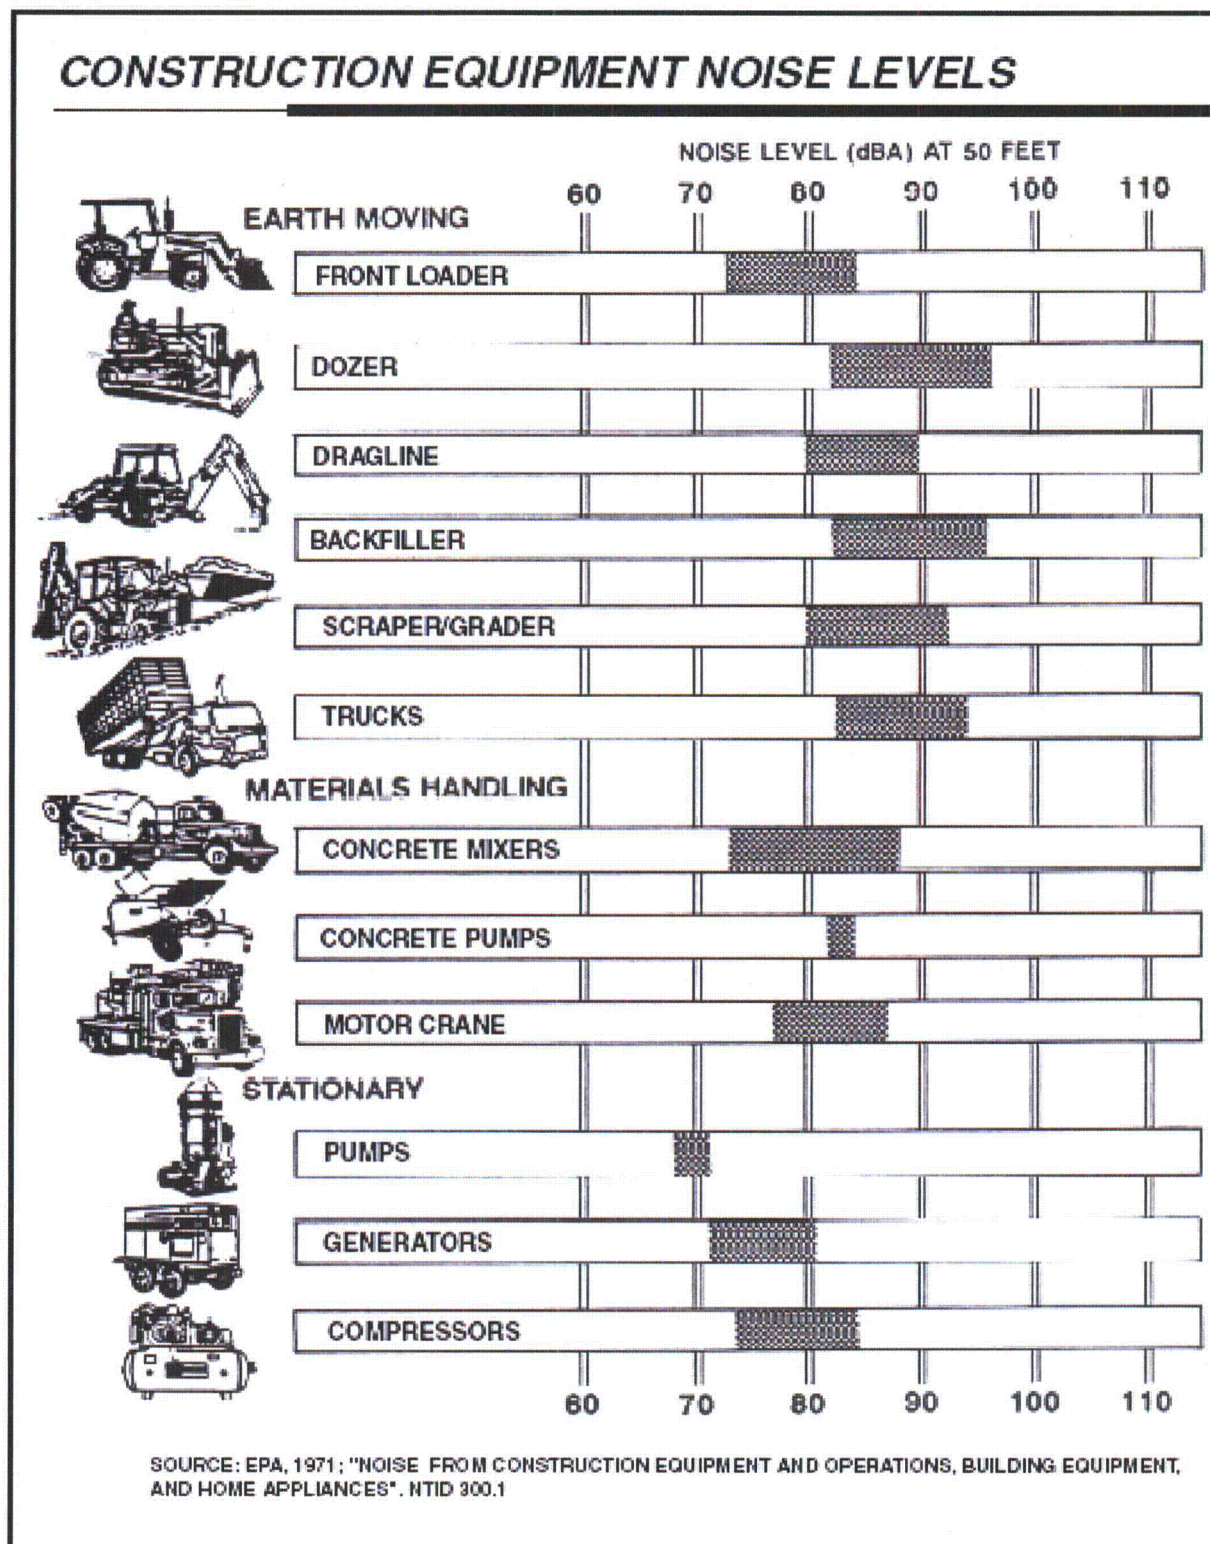 CONSTRUCTION EQUIPMENT NOISE LEVELS
NOISE LEVEL (dBA) AT 50 FEET
60 70 80 90 100 110
EARTH MOVING
FRONT LOADER
DOZER
DRAGLINE
BACKFILLER
SCRAPER/GRADER
TRUCKS
MATERIALS HANDLING
CONCRETE MIXERS
CONCRETE PUMPS
MOTOR CRANE
STATIONARY
PUMPS
GENERATORS
COMPRESSORS
60 70 80 90 100 110
SOURCE: EPA, 1971; "NOISE FROM CONSTRUCTION EQUIPMENT AND OPERATIONS, BUILDING EQUIPMENT,
AND HOME APPLIANCES". NTID 300.1